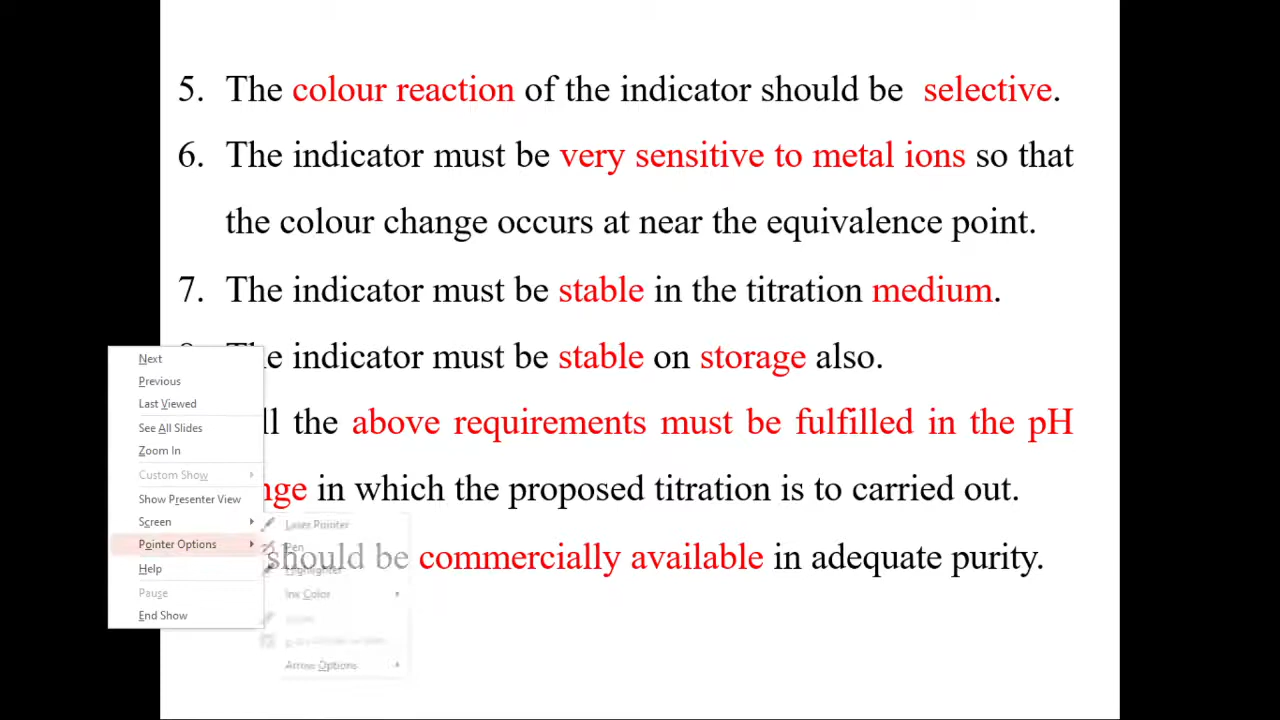 5. The colour reaction of the indicator should be selective.
6. The indicator must be very sensitive to metal ions so that
the colour change occurs at near the equivalence point.
7. The indicator must be stable in the titration medium.
indicator must be stable on storage also.
the above requirements must be fulfilled in the pH
in which the proposed titration is to carried out.
should be commercially available in adequate purity.
Next
Previous
Last Viewed
See All Slides
Zoom In
Custom Show
Show Presenter View
Screen
Pointer Options
Help
Pause
End Show
Laser Pointer
Pen
Highlighter
Ink Color
Arrow Options